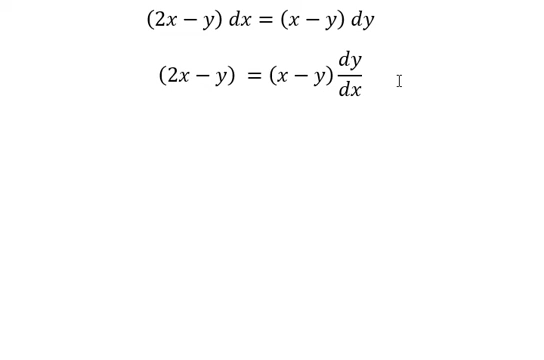 (2x − y) dx = (x − y) dy
(2x − y) = (x − y) dy/dx